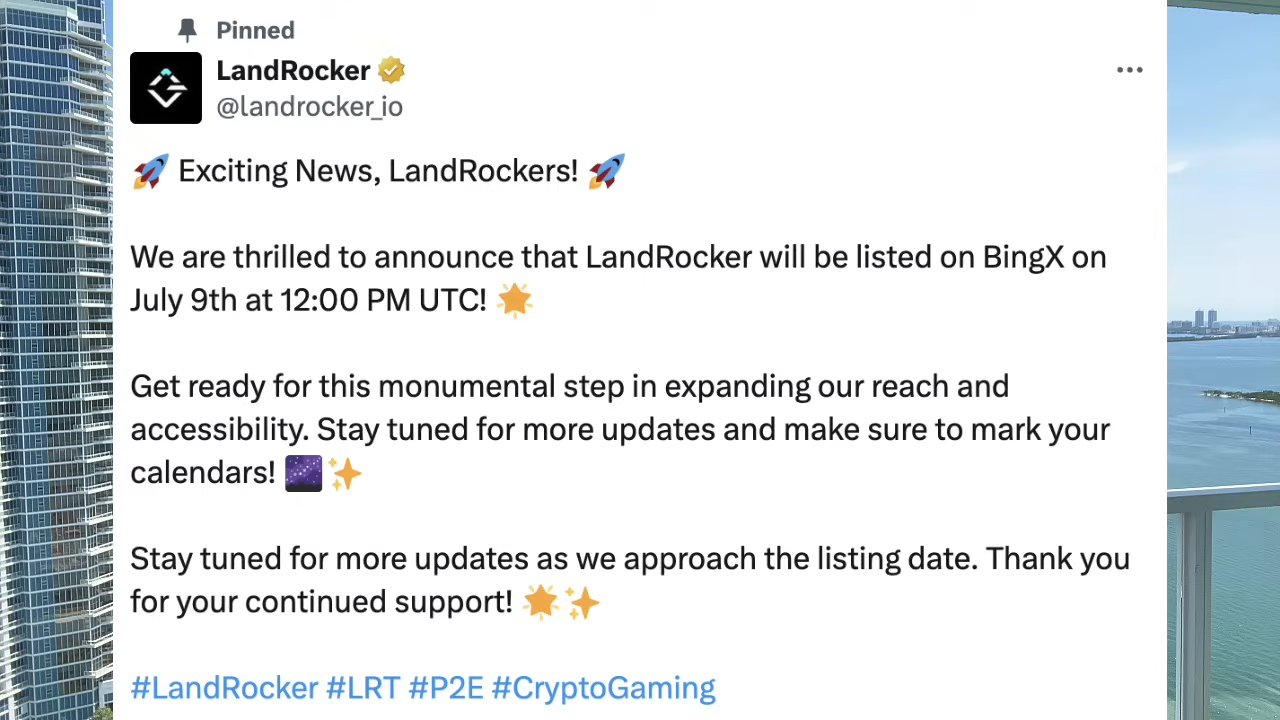 Pinned
LandRocker
@landrocker_io
🚀 Exciting News, LandRockers! 🚀
We are thrilled to announce that LandRocker will be listed on BingX on
July 9th at 12:00 PM UTC! 🌟
Get ready for this monumental step in expanding our reach and
accessibility. Stay tuned for more updates and make sure to mark your
calendars! 🌌✨
Stay tuned for more updates as we approach the listing date. Thank you
for your continued support! 🌟✨
#LandRocker #LRT #P2E #CryptoGaming